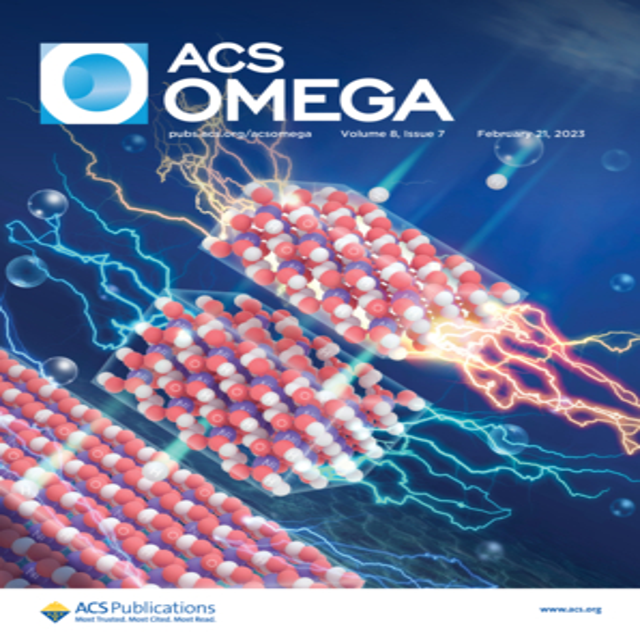 ACS
OMEGA
pubs.acs.org/acsomega Volume 8, Issue 7 February 21, 2023
ACS Publications
Most Trusted. Most Cited. Most Read.
www.acs.org